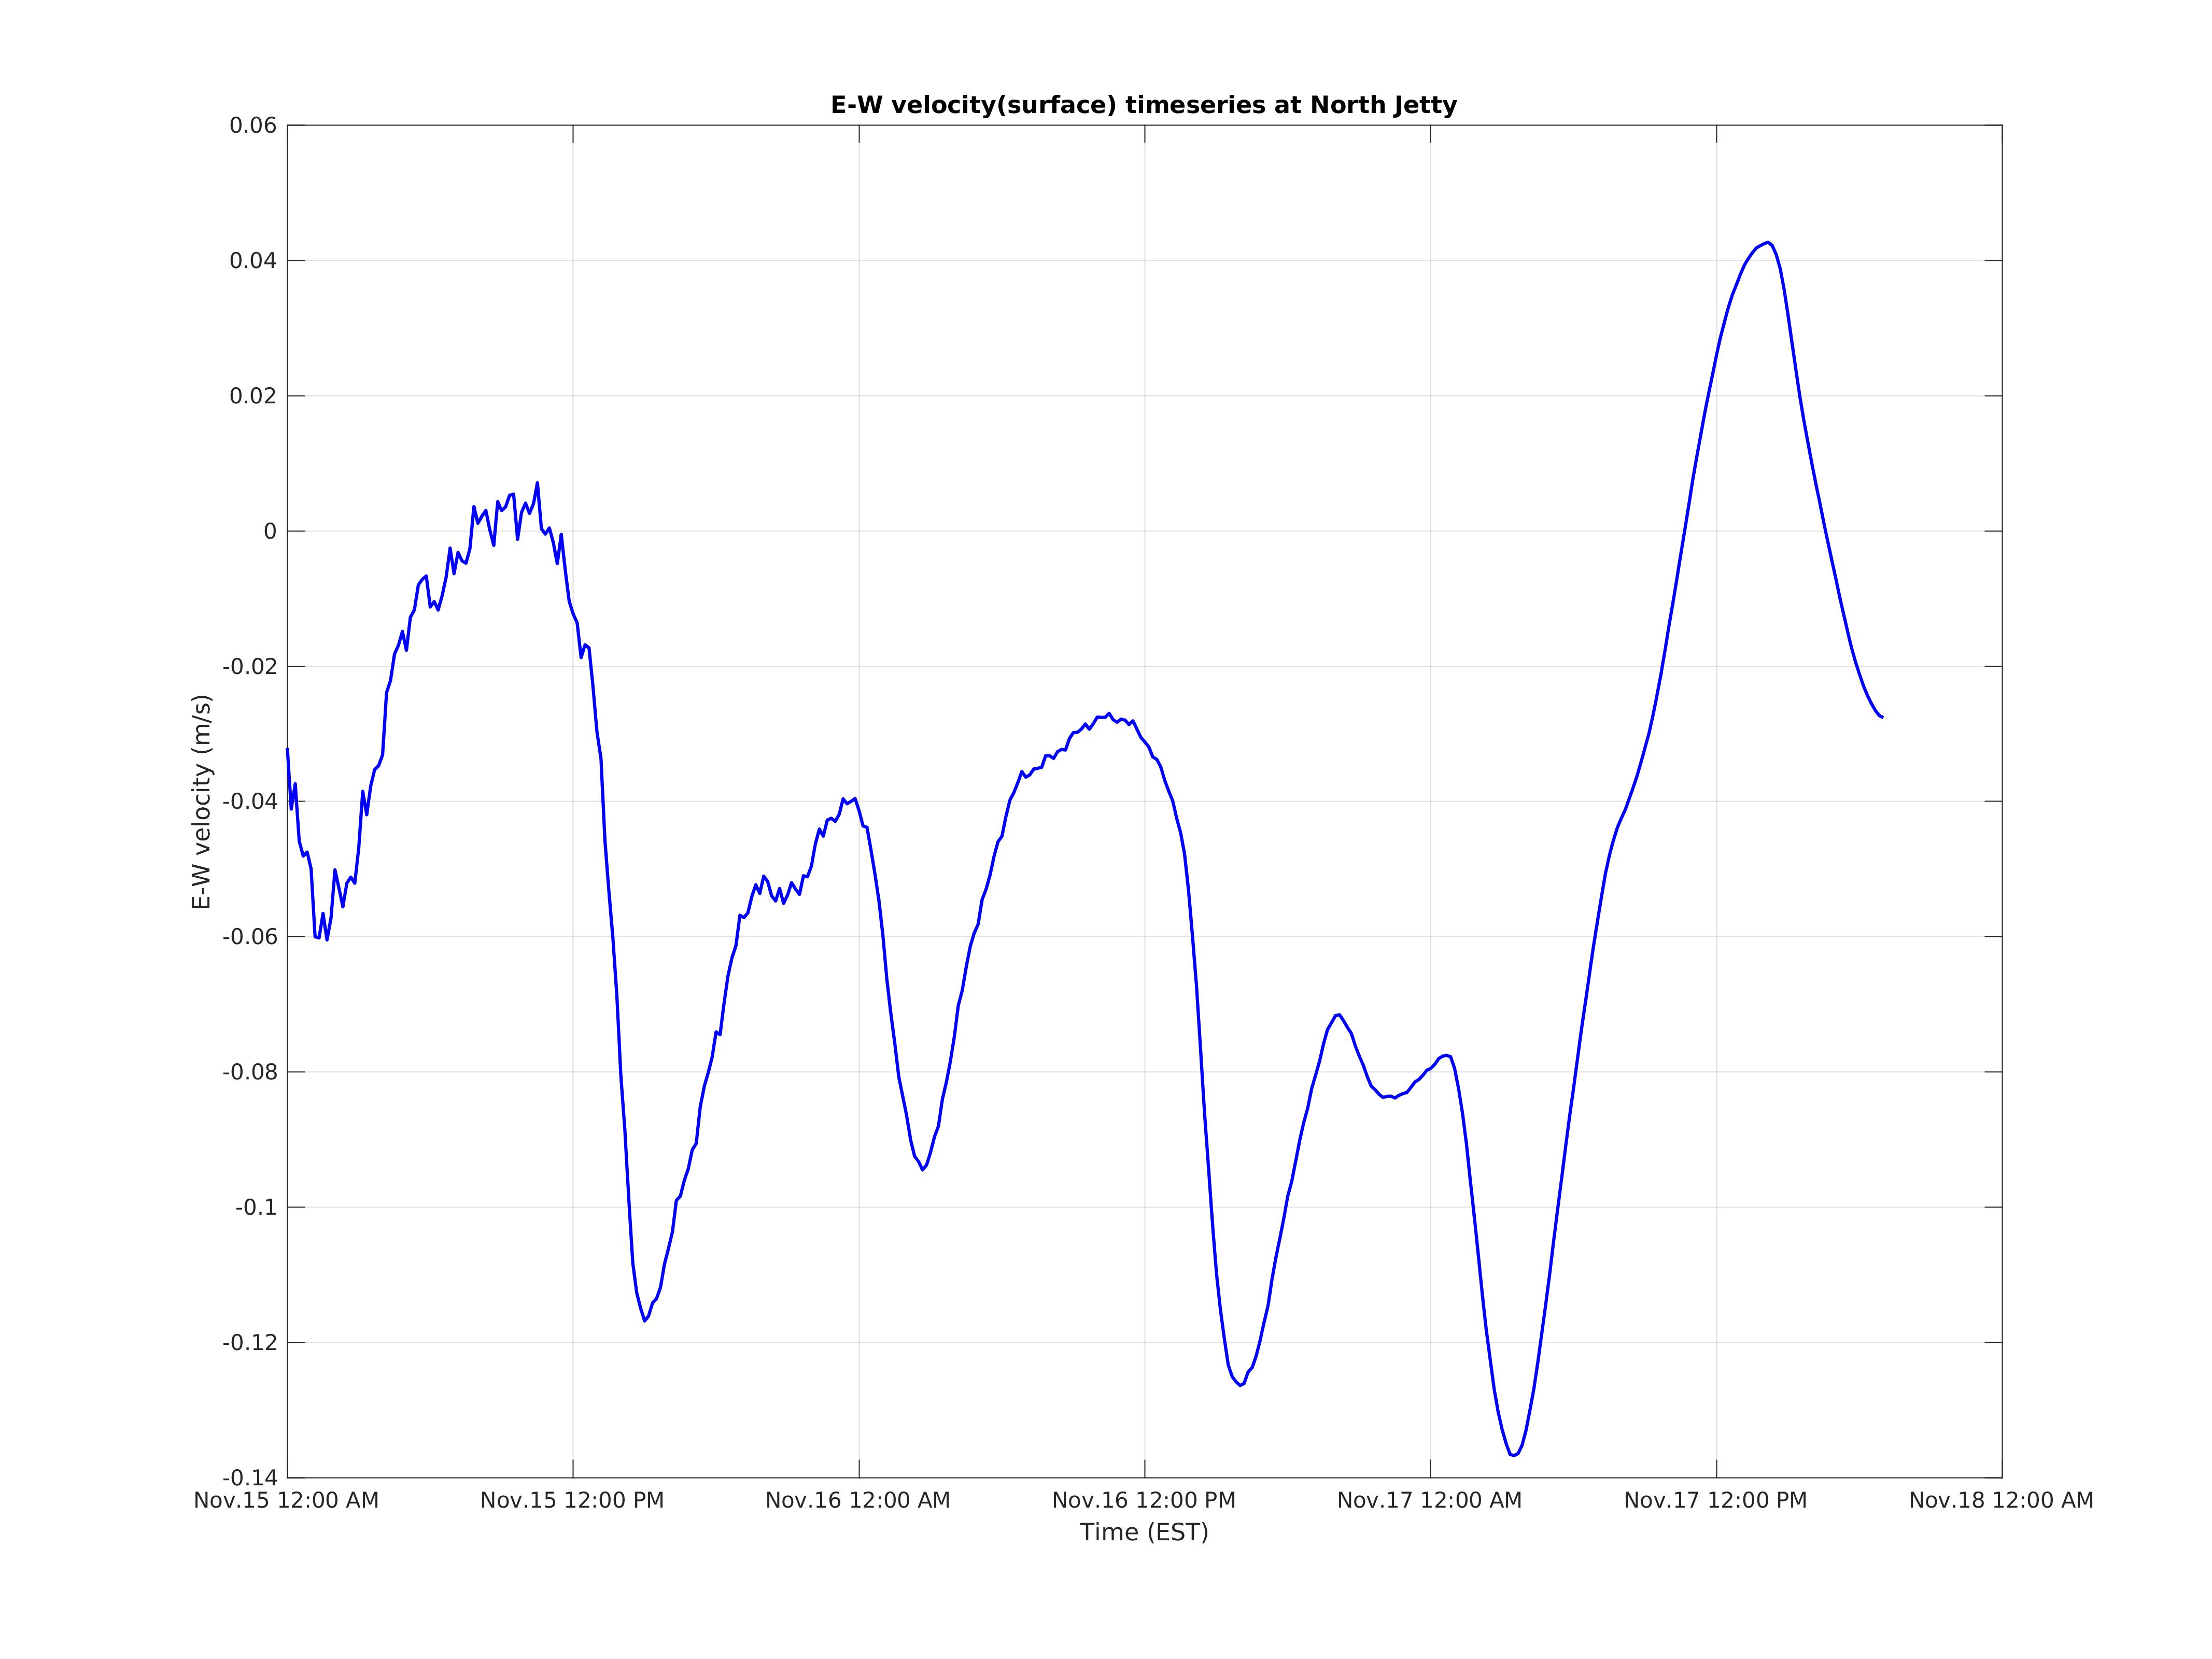 E-W velocity(surface) timeseries at North Jetty
0.06
0.04
0.02
0
-0.02
-0.04
-0.06
-0.08
-0.1
-0.12
-0.14
E-W velocity (m/s)
Nov.15 12:00 AM
Nov.15 12:00 PM
Nov.16 12:00 AM
Nov.16 12:00 PM
Nov.17 12:00 AM
Nov.17 12:00 PM
Nov.18 12:00 AM
Time (EST)